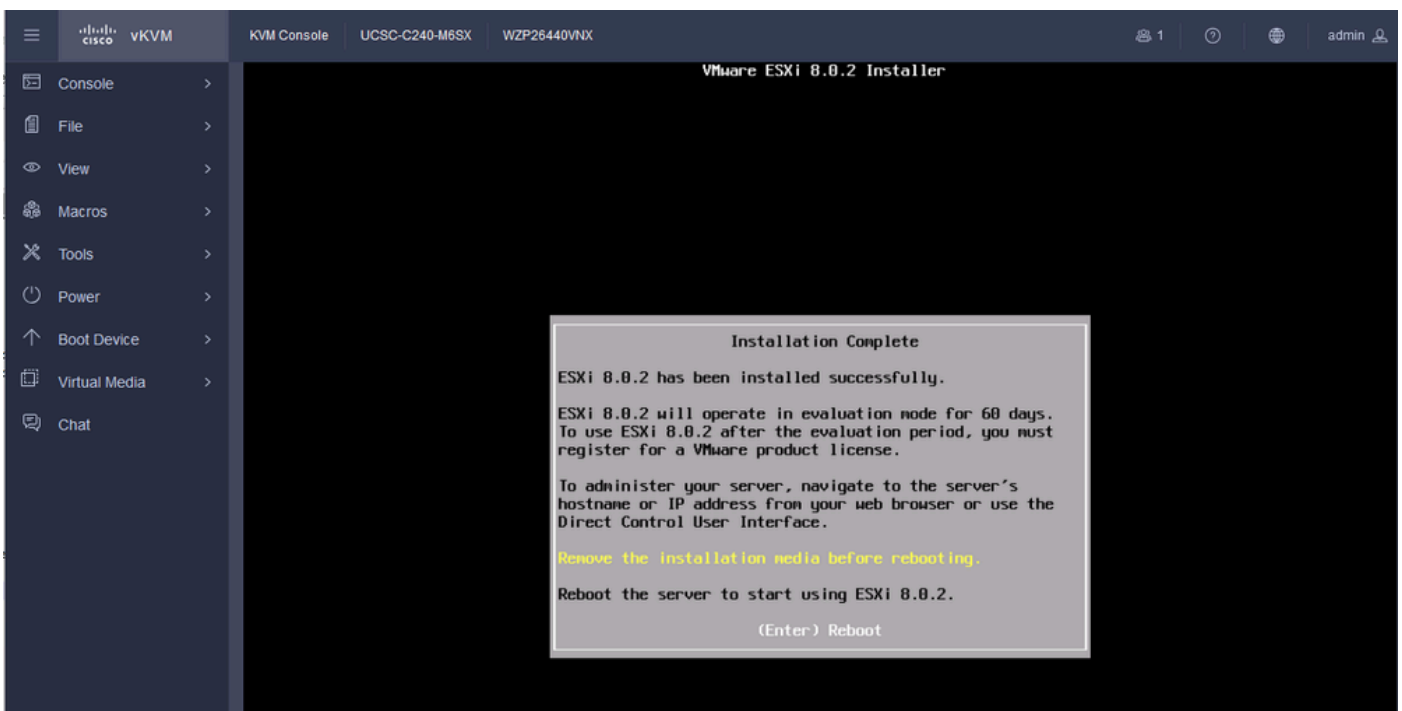 cisco vKVM KVM Console UCSC-C240-M6SX WZP26440VNX 1 admin
VMware ESXi 8.0.2 Installer
Console
File
View
Macros
Tools
Power
Boot Device
Virtual Media
Chat
Installation Complete
ESXi 8.0.2 has been installed successfully.
ESXi 8.0.2 will operate in evaluation mode for 60 days.
To use ESXi 8.0.2 after the evaluation period, you must
register for a VMware product license.
To administer your server, navigate to the server's
hostname or IP address from your web browser or use the
Direct Control User Interface.
Remove the installation media before rebooting.
Reboot the server to start using ESXi 8.0.2.
(Enter) Reboot